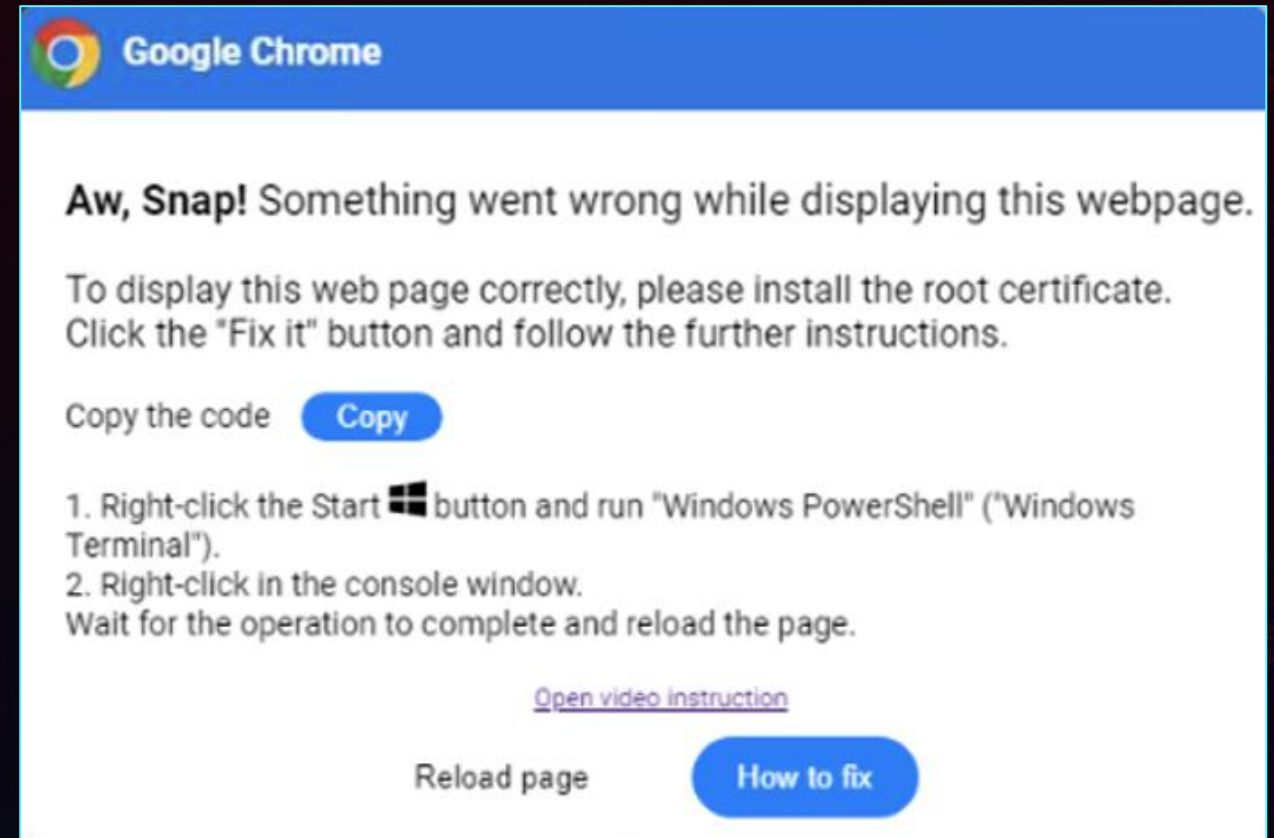 Google Chrome
Aw, Snap! Something went wrong while displaying this webpage.
To display this web page correctly, please install the root certificate.
Click the "Fix it" button and follow the further instructions.
Copy the code Copy
1. Right-click the Start button and run "Windows PowerShell" ("Windows
Terminal").
2. Right-click in the console window.
Wait for the operation to complete and reload the page.
Open video instruction
Reload page How to fix